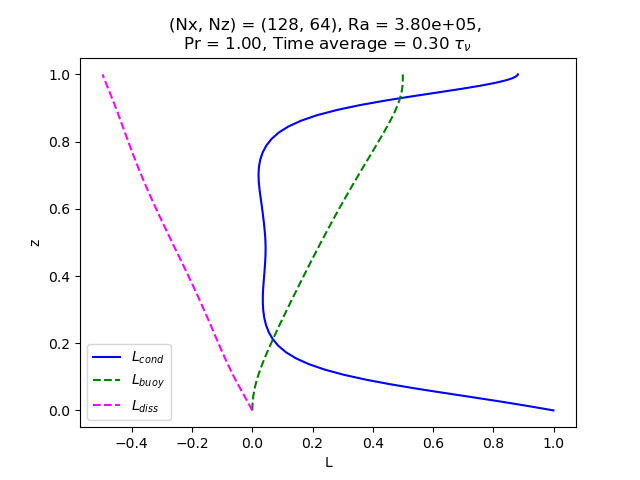 (Nx, Nz) = (128, 64), Ra = 3.80e+05,
Pr = 1.00, Time average = 0.30 τ_ν
1.0
0.8
z
0.6
0.4
0.2
0.0
L_cond
L_buoy
L_diss
−0.4 −0.2 0.0 0.2 0.4 0.6 0.8 1.0
L